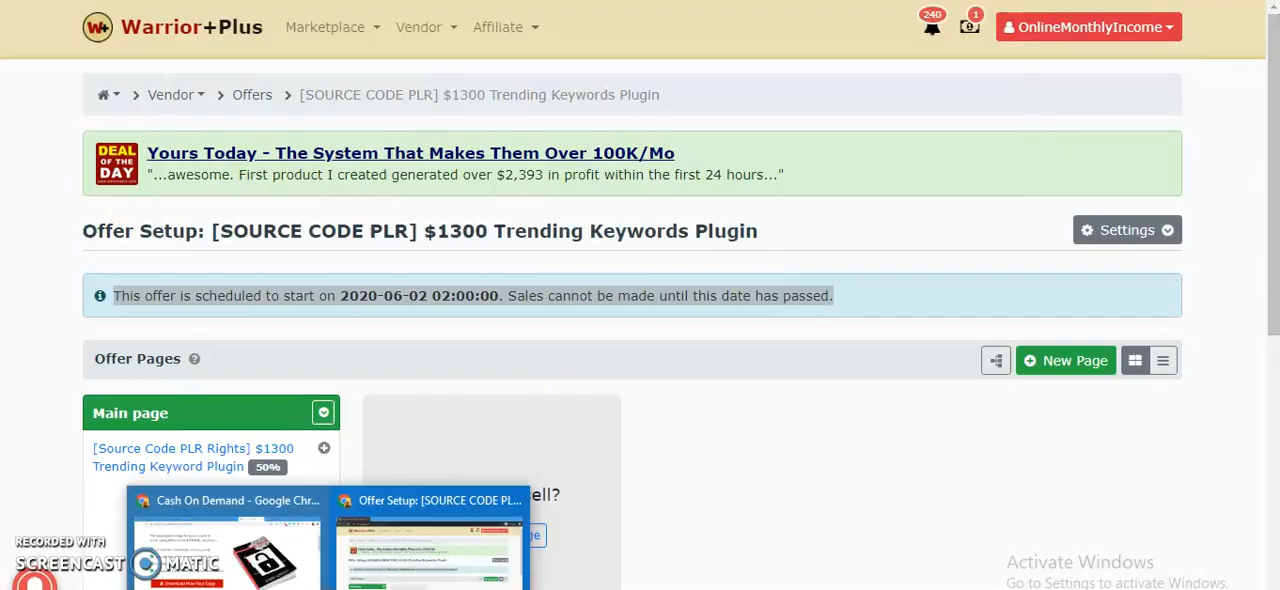 Warrior+Plus Marketplace Vendor Affiliate 240 1 OnlineMonthlyIncome
Vendor Offers [SOURCE CODE PLR] $1300 Trending Keywords Plugin
DEAL OF THE DAY
Yours Today - The System That Makes Them Over 100K/Mo
"...awesome. First product I created generated over $2,393 in profit within the first 24 hours..."
Offer Setup: [SOURCE CODE PLR] $1300 Trending Keywords Plugin Settings
This offer is scheduled to start on 2020-06-02 02:00:00. Sales cannot be made until this date has passed.
Offer Pages New Page
Main page
[Source Code PLR Rights] $1300
Trending Keyword Plugin 50%
ell?
Cash On Demand - Google Chr... Offer Setup: [SOURCE CODE PL...
ge
RECORDED WITH
SCREENCAST MATIC
Download Now Your Copy
Activate Windows
Go to Settings to activate Windows.